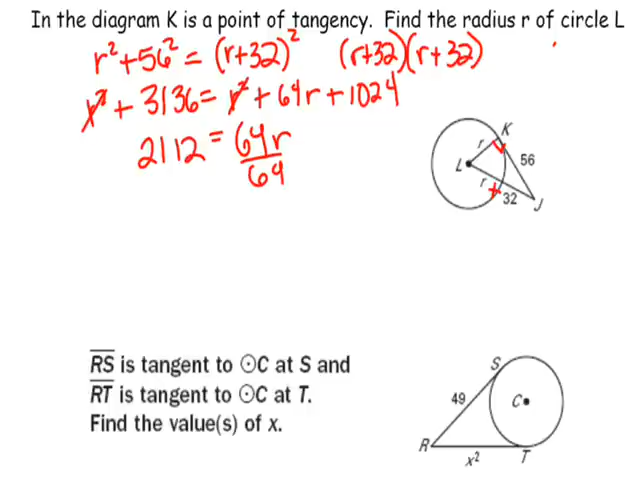 In the diagram K is a point of tangency. Find the radius r of circle L
r² + 56² = (r+32)² (r+32)(r+32)
r² + 3136 = r² + 64r + 1024
2112 = 64r
64
K
r
56
L
r
32
J
RS is tangent to ⊙C at S and
RT is tangent to ⊙C at T.
Find the value(s) of x.
S
49
C
R
x²
T